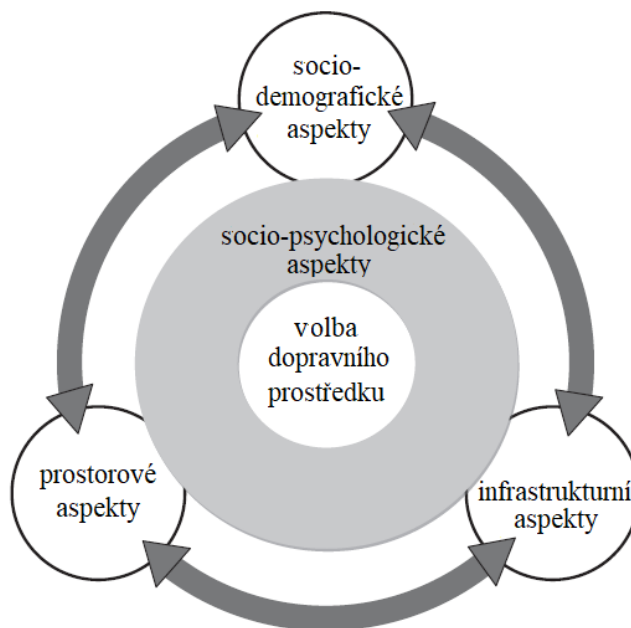 socio-
demografické
aspekty
socio-psychologické
aspekty
volba
dopravního
prostředku
prostorové
aspekty
infrastrukturní
aspekty